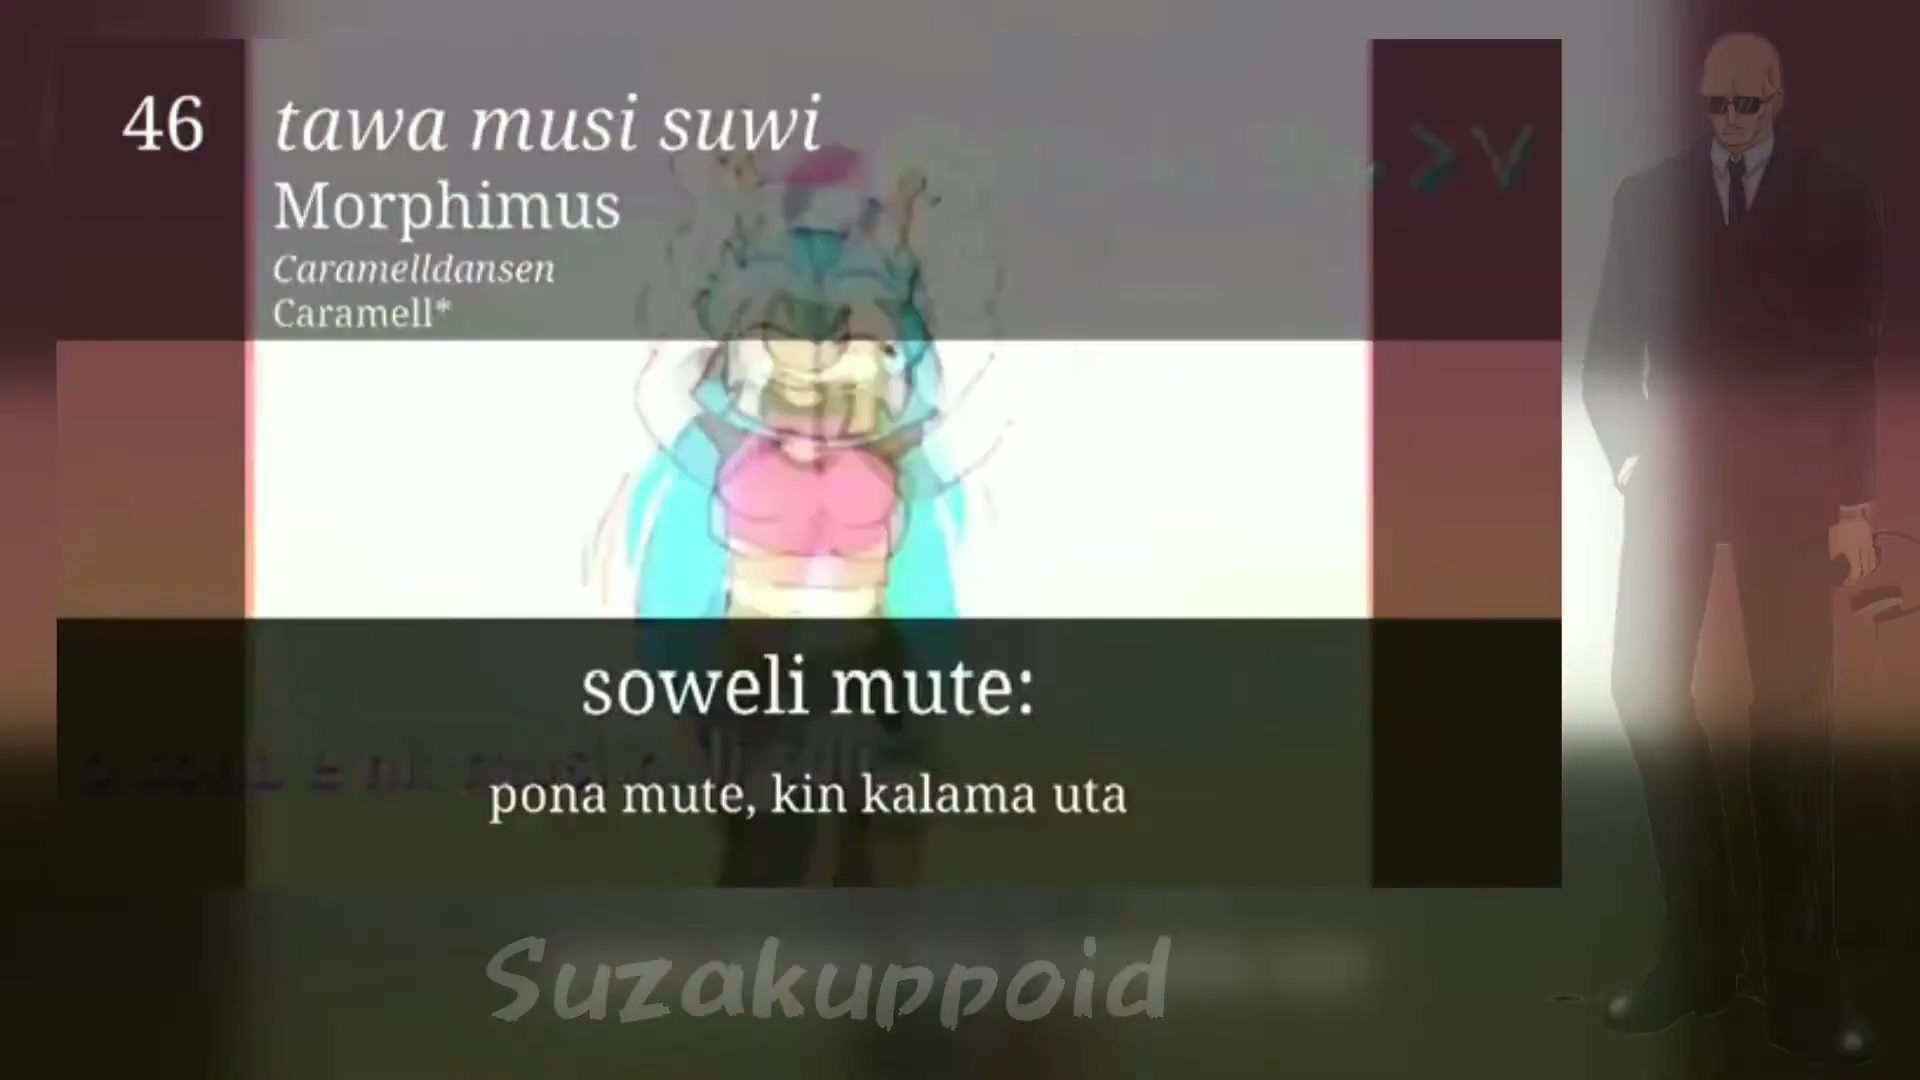 46
tawa musi suwi
Morphimus
Caramelldansen
Caramell*
soweli mute:
pona mute, kin kalama uta
Suzakuppoid